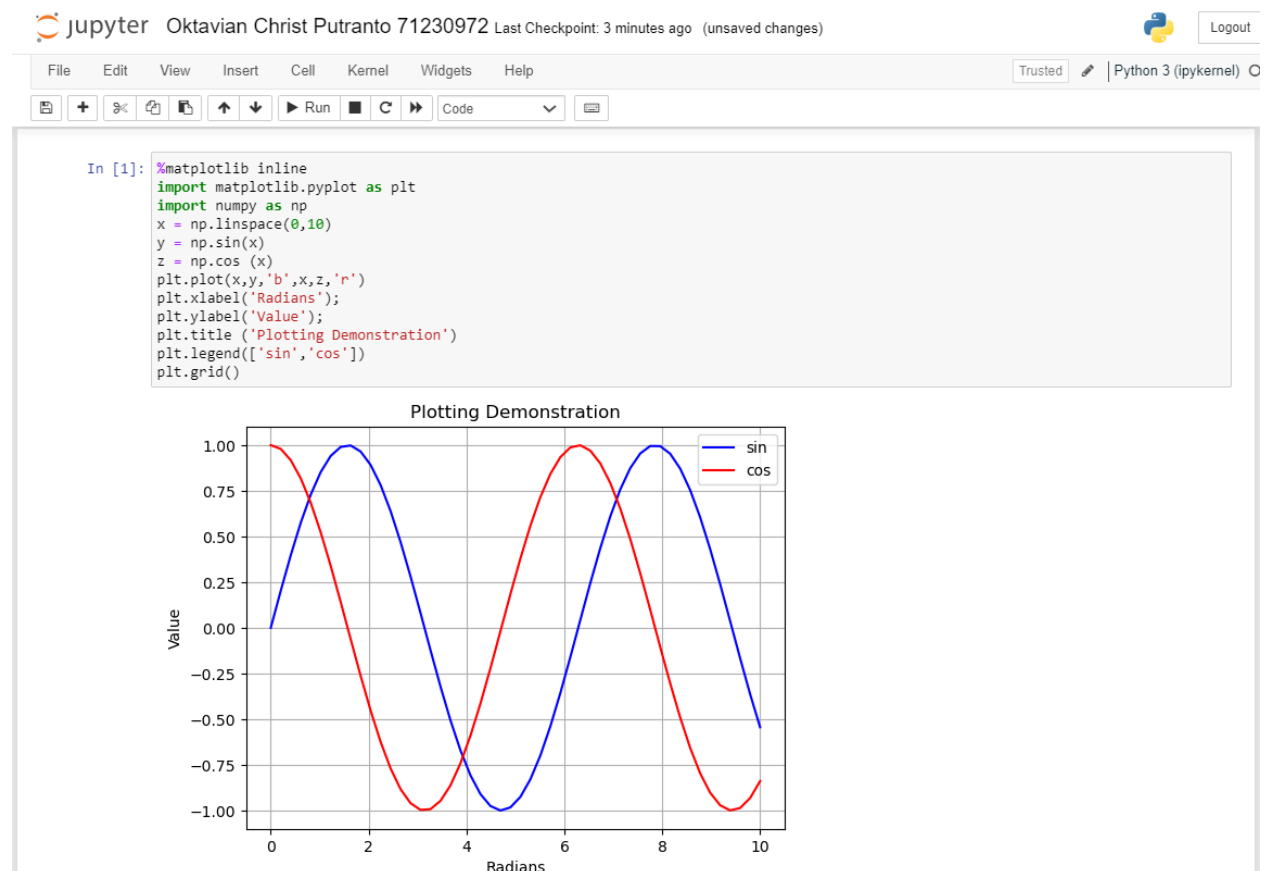 jupyter Oktavian Christ Putranto 71230972 Last Checkpoint: 3 minutes ago (unsaved changes) Logout
File Edit View Insert Cell Kernel Widgets Help Trusted Python 3 (ipykernel)
Run Code
In [1]: %matplotlib inline
import matplotlib.pyplot as plt
import numpy as np
x = np.linspace(0,10)
y = np.sin(x)
z = np.cos (x)
plt.plot(x,y,'b',x,z,'r')
plt.xlabel('Radians');
plt.ylabel('Value');
plt.title ('Plotting Demonstration')
plt.legend(['sin','cos'])
plt.grid()
Plotting Demonstration
sin
cos
1.00
0.75
0.50
0.25
0.00
−0.25
−0.50
−0.75
−1.00
Value
0 2 4 6 8 10
Radians